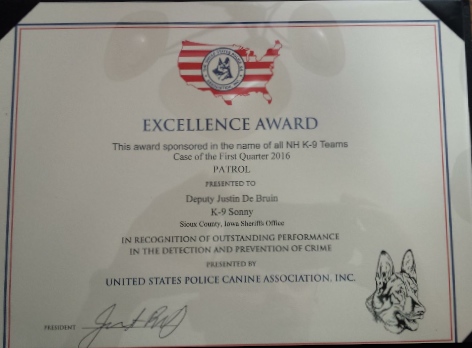 EXCELLENCE AWARD
This award sponsored in the name of all NH K-9 Teams
Case of the First Quarter 2016
PATROL
PRESENTED TO
Deputy Justin De Bruin
K-9 Sonny
Sioux County, Iowa Sheriffs Office
IN RECOGNITION OF OUTSTANDING PERFORMANCE
IN THE DETECTION AND PREVENTION OF CRIME
PRESENTED BY
UNITED STATES POLICE CANINE ASSOCIATION, INC.
PRESIDENT